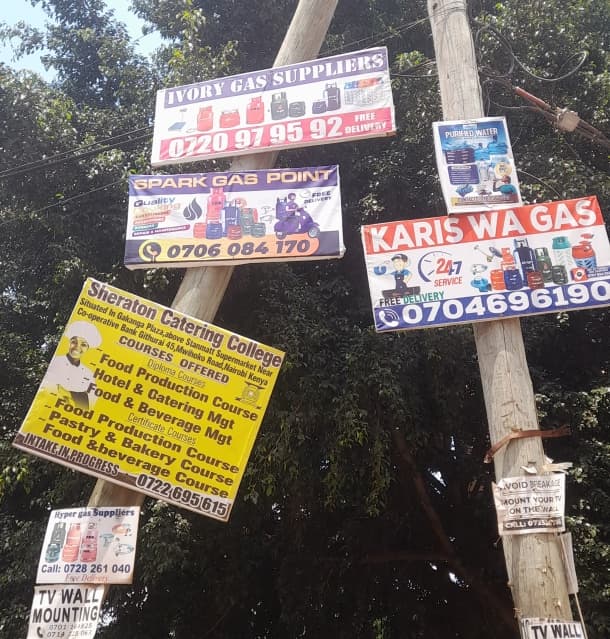 IVORY GAS SUPPLIERS
0720 97 95 92
FREE
DELIVERY
SPARK GAS POINT
Quality
FREE
DELIVERY
REPAIR & MAINTENANCE
0706 084 170
Sheraton Catering College
Situated In Gakanga Plaza,above Stanmatt Supermarket Near
Co-operative Bank Githurai 45,Mwihoko Road,Nairobi Kenya
COURSES OFFERED
Diploma Courses
Food Production Course
Hotel & Catering Mgt
Food & Beverage Mgt
Certificate Courses
Food Production Course
Pastry & Bakery Course
Food &beverage Course
INTAKE IN PROGRESS
0722 695 615
Hyper gas Suppliers
Call: 0728 261 040
Free Delivery
TV WALL
MOUNTING
PURIFIED WATER
KARIS WA GAS
24-7
SERVICE
FREE DELIVERY
0704696190
AVOID BREAKAGE
MOUNT YOUR TV
ON THE WALL
TV WALL